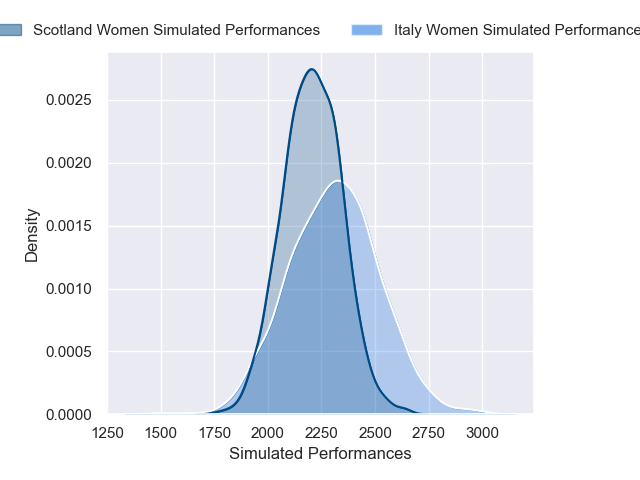 Scotland Women Simulated Performances Italy Women Simulated Performance
0.0025
0.0020
0.0015
0.0010
0.0005
0.0000
Density
1250 1500 1750 2000 2250 2500 2750 3000
Simulated Performances